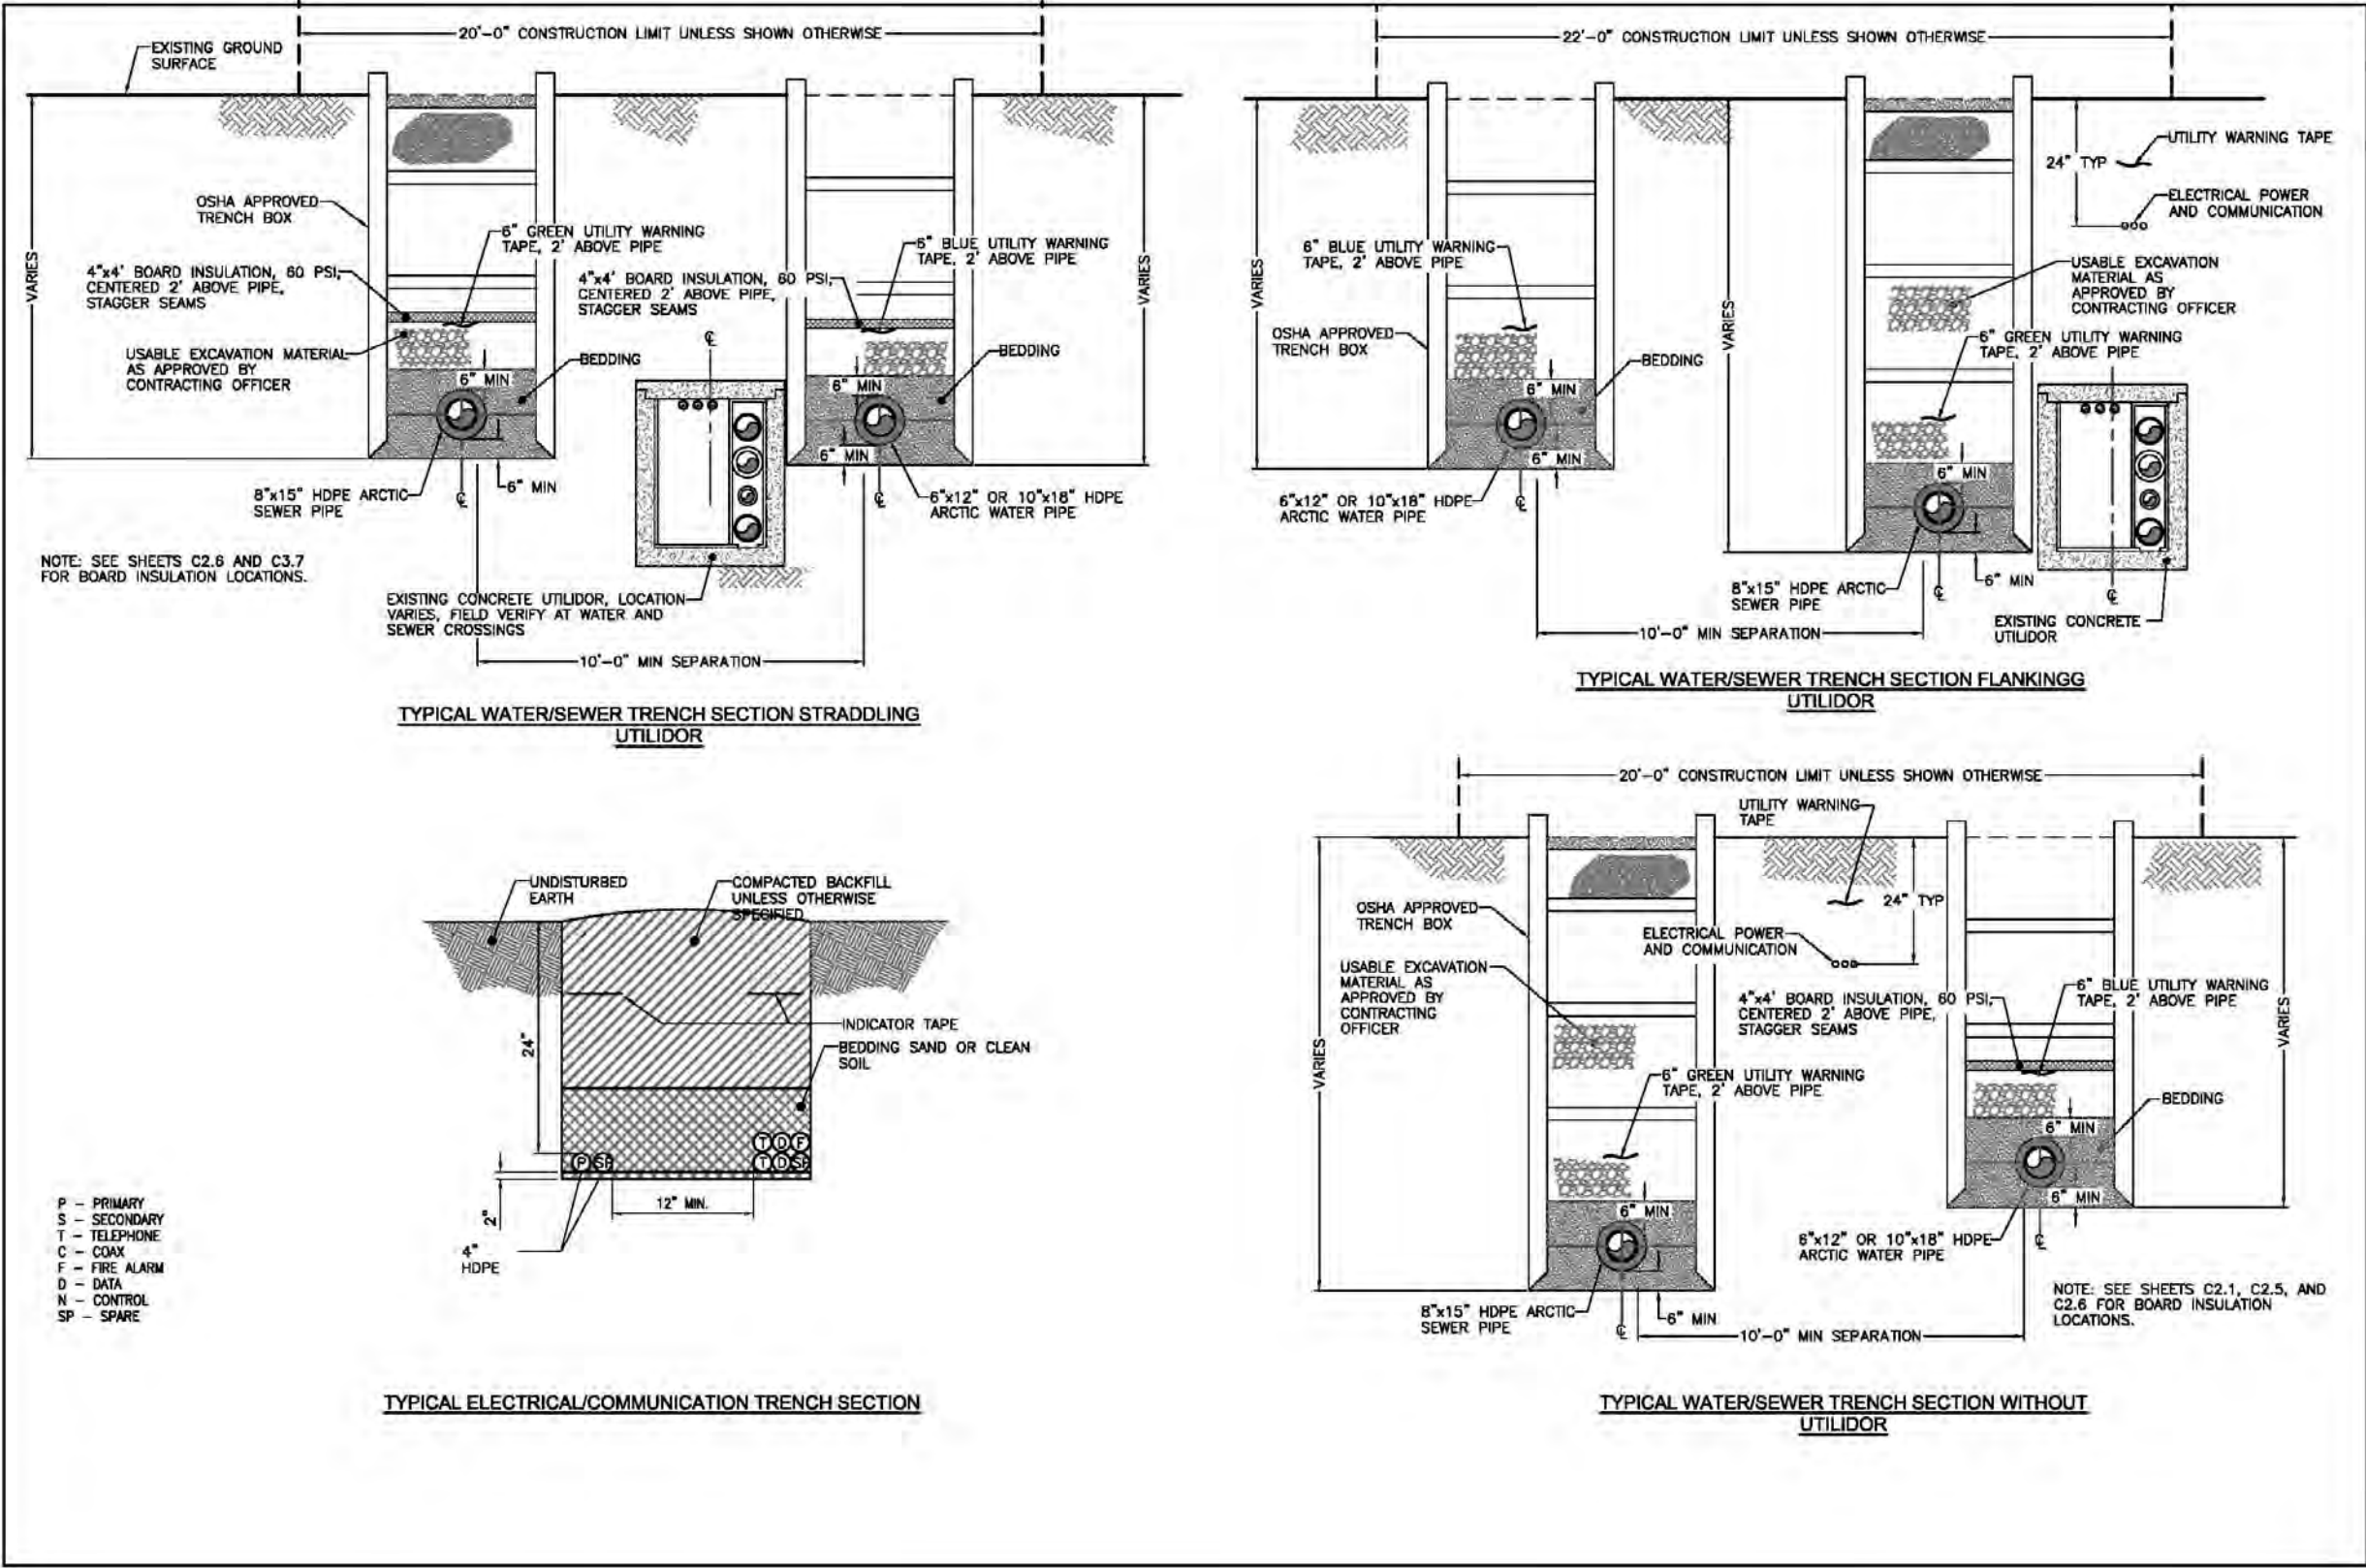 20'-0" CONSTRUCTION LIMIT UNLESS SHOWN OTHERWISE
EXISTING GROUND
SURFACE
VARIES
OSHA APPROVED
TRENCH BOX
6" GREEN UTILITY WARNING
TAPE, 2' ABOVE PIPE
4"x4' BOARD INSULATION, 60 PSI,
CENTERED 2' ABOVE PIPE,
STAGGER SEAMS
4"x4' BOARD INSULATION, 60 PSI,
CENTERED 2' ABOVE PIPE,
STAGGER SEAMS
6" BLUE UTILITY WARNING
TAPE, 2' ABOVE PIPE
VARIES
USABLE EXCAVATION MATERIAL
AS APPROVED BY
CONTRACTING OFFICER
BEDDING
BEDDING
6" MIN
6" MIN
6" MIN
6" MIN
8"x15" HDPE ARCTIC
SEWER PIPE
℄
℄
℄
6"x12" OR 10"x18" HDPE
ARCTIC WATER PIPE
NOTE: SEE SHEETS C2.6 AND C3.7
FOR BOARD INSULATION LOCATIONS.
EXISTING CONCRETE UTILIDOR, LOCATION
VARIES, FIELD VERIFY AT WATER AND
SEWER CROSSINGS
10'-0" MIN SEPARATION
TYPICAL WATER/SEWER TRENCH SECTION STRADDLING
UTILIDOR
22'-0" CONSTRUCTION LIMIT UNLESS SHOWN OTHERWISE
UTILITY WARNING TAPE
24" TYP
ELECTRICAL POWER
AND COMMUNICATION
6" BLUE UTILITY WARNING
TAPE, 2' ABOVE PIPE
VARIES
VARIES
USABLE EXCAVATION
MATERIAL AS
APPROVED BY
CONTRACTING OFFICER
OSHA APPROVED
TRENCH BOX
6" GREEN UTILITY WARNING
TAPE, 2' ABOVE PIPE
BEDDING
6" MIN
6" MIN
6" MIN
6" MIN
6"x12" OR 10"x18" HDPE
ARCTIC WATER PIPE
℄
℄
℄
8"x15" HDPE ARCTIC
SEWER PIPE
EXISTING CONCRETE
UTILIDOR
10'-0" MIN SEPARATION
TYPICAL WATER/SEWER TRENCH SECTION FLANKINGG
UTILIDOR
UNDISTURBED
EARTH
COMPACTED BACKFILL
UNLESS OTHERWISE
SPECIFIED
24"
INDICATOR TAPE
BEDDING SAND OR CLEAN
SOIL
T D F
P SP T D SP
12" MIN.
2"
4"
HDPE
P - PRIMARY
S - SECONDARY
T - TELEPHONE
C - COAX
F - FIRE ALARM
D - DATA
N - CONTROL
SP - SPARE
TYPICAL ELECTRICAL/COMMUNICATION TRENCH SECTION
20'-0" CONSTRUCTION LIMIT UNLESS SHOWN OTHERWISE
UTILITY WARNING
TAPE
24" TYP
OSHA APPROVED
TRENCH BOX
ELECTRICAL POWER
AND COMMUNICATION
USABLE EXCAVATION
MATERIAL AS
APPROVED BY
CONTRACTING
OFFICER
4"x4' BOARD INSULATION, 60 PSI,
CENTERED 2' ABOVE PIPE,
STAGGER SEAMS
6" BLUE UTILITY WARNING
TAPE, 2' ABOVE PIPE
VARIES
VARIES
6" GREEN UTILITY WARNING
TAPE, 2' ABOVE PIPE
BEDDING
6" MIN
6" MIN
6" MIN
6" MIN
8"x15" HDPE ARCTIC
SEWER PIPE
℄
℄
6"x12" OR 10"x18" HDPE
ARCTIC WATER PIPE
NOTE: SEE SHEETS C2.1, C2.5, AND
C2.6 FOR BOARD INSULATION
LOCATIONS.
10'-0" MIN SEPARATION
TYPICAL WATER/SEWER TRENCH SECTION WITHOUT
UTILIDOR